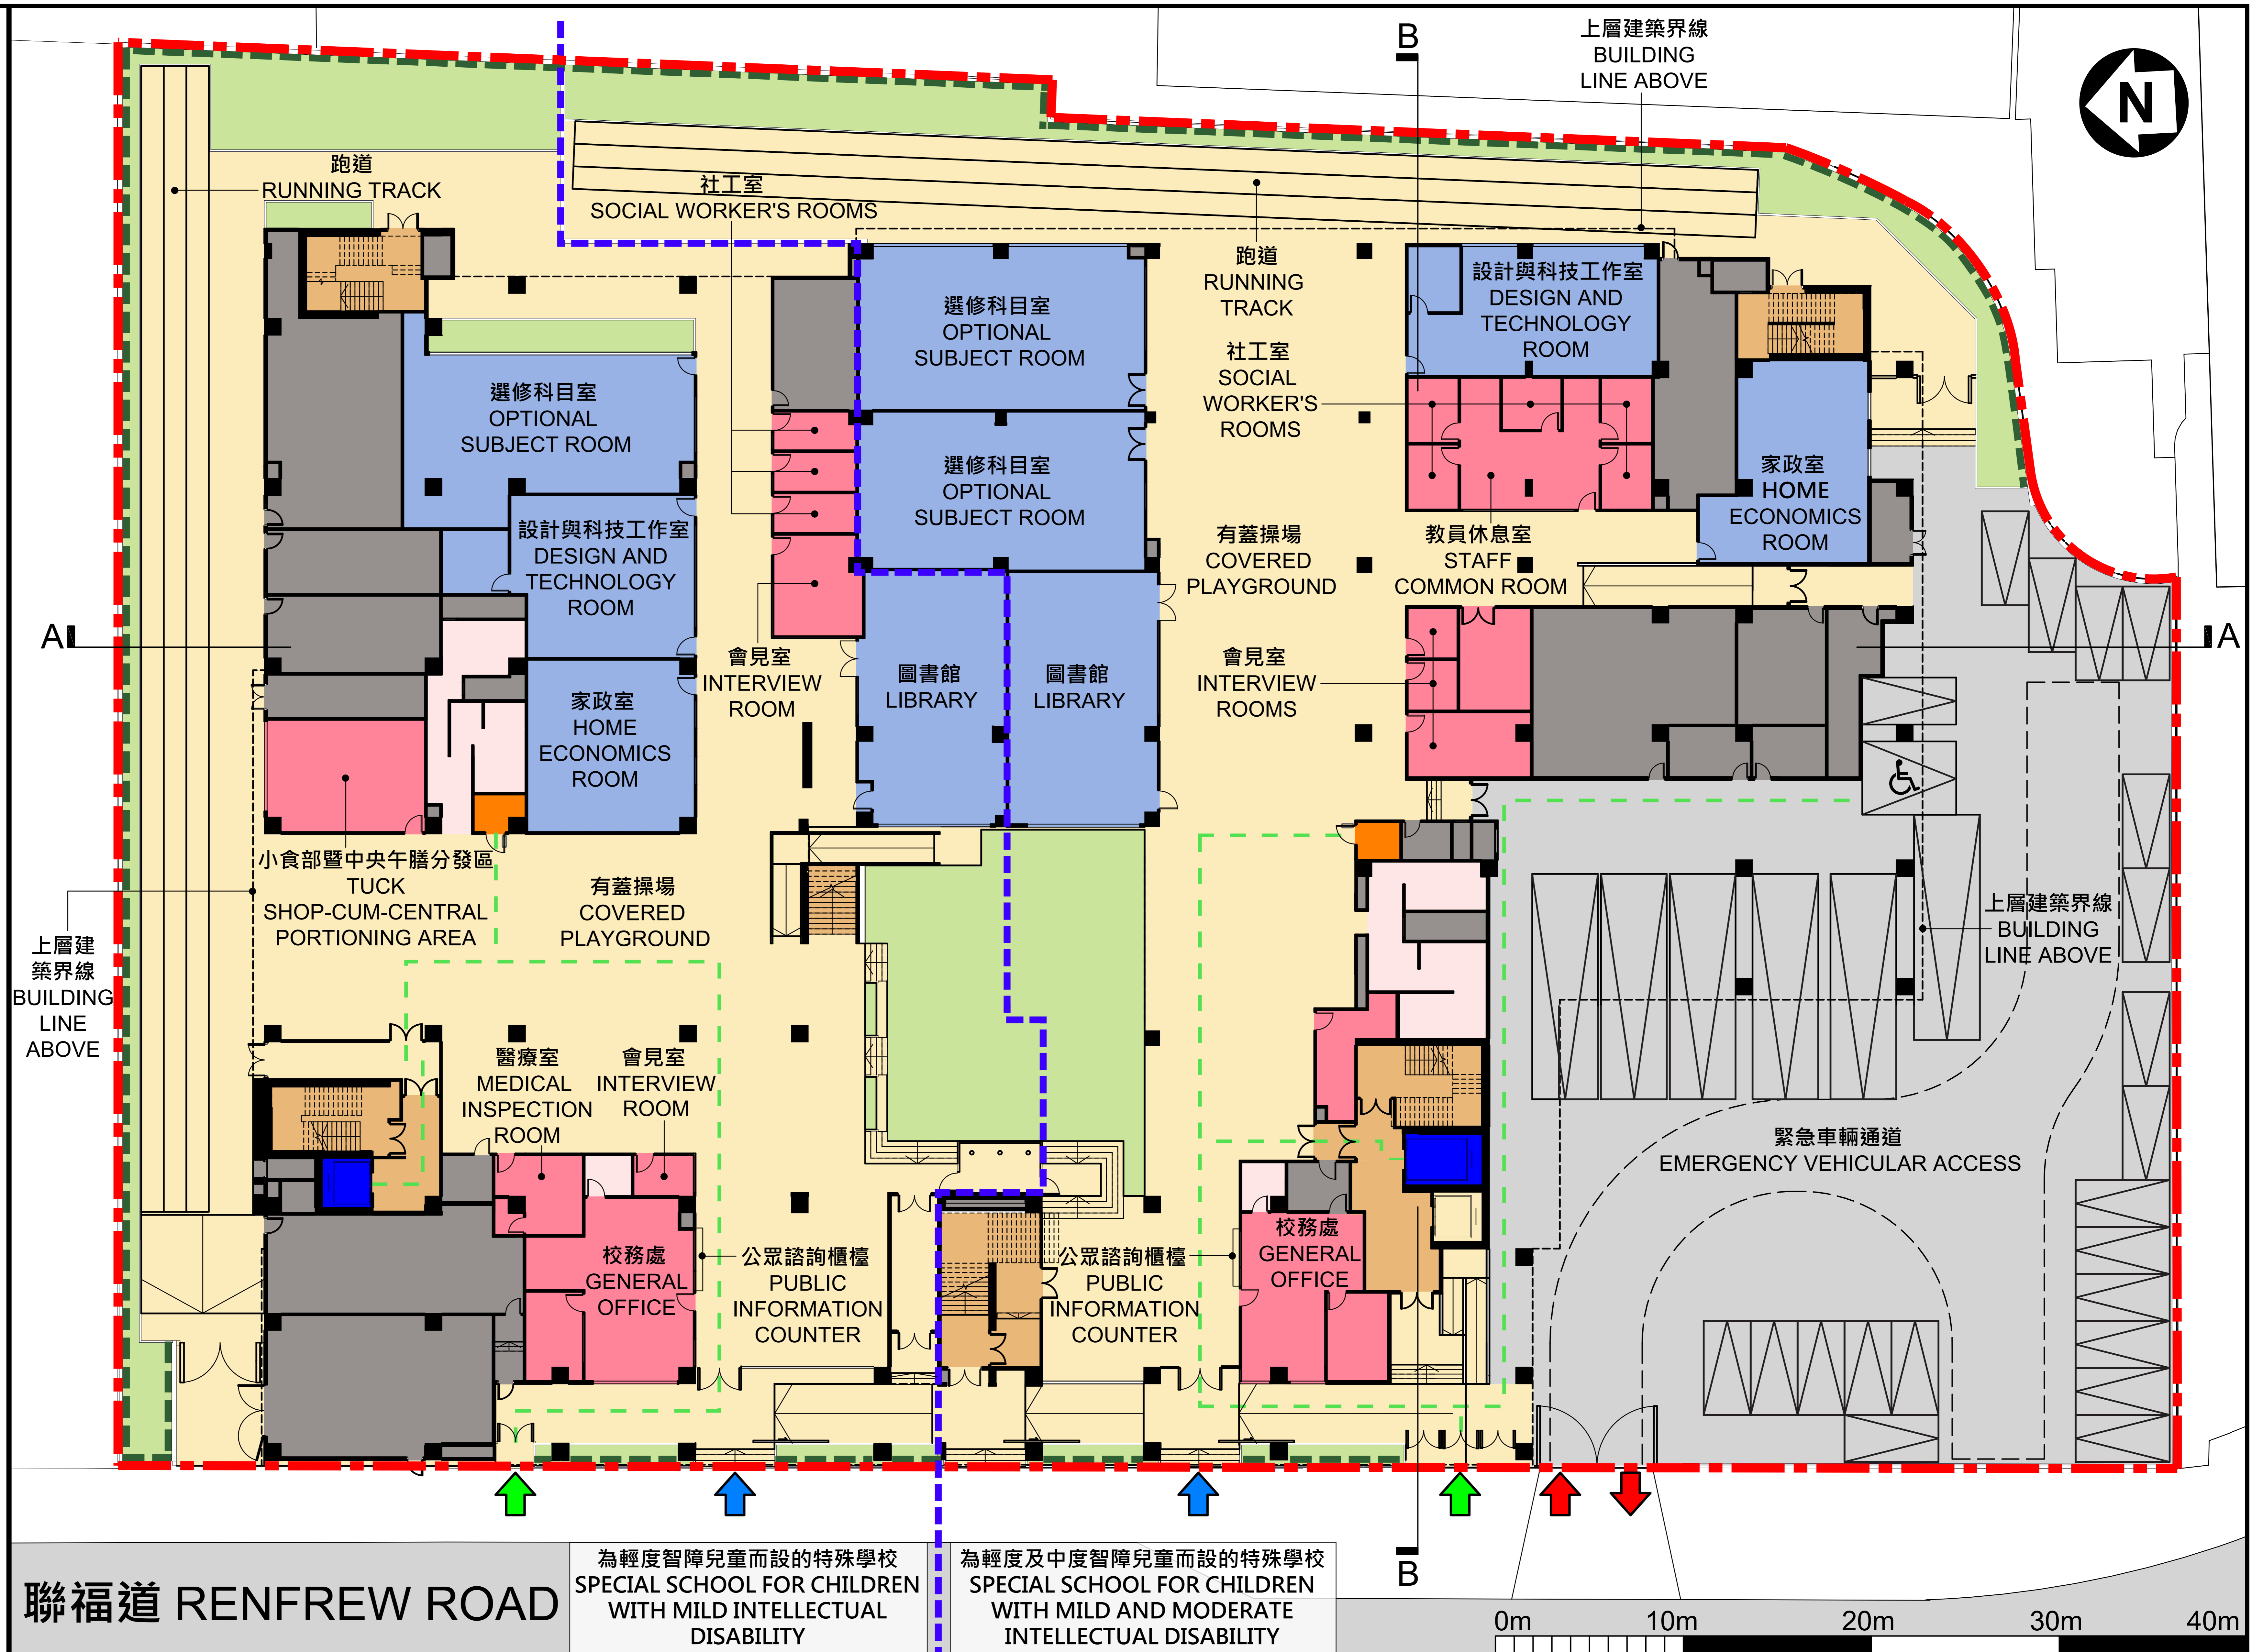 B
上層建築界線
BUILDING
LINE ABOVE
N
跑道
RUNNING TRACK
社工室
SOCIAL WORKER'S ROOMS
跑道
RUNNING
TRACK
選修科目室
OPTIONAL
SUBJECT ROOM
設計與科技工作室
DESIGN AND
TECHNOLOGY
ROOM
社工室
SOCIAL
WORKER'S
ROOMS
選修科目室
OPTIONAL
SUBJECT ROOM
選修科目室
OPTIONAL
SUBJECT ROOM
家政室
HOME
ECONOMICS
ROOM
設計與科技工作室
DESIGN AND
TECHNOLOGY
ROOM
有蓋操場
COVERED
PLAYGROUND
教員休息室
STAFF
COMMON ROOM
A
A
會見室
INTERVIEW
ROOM
圖書館
LIBRARY
圖書館
LIBRARY
會見室
INTERVIEW
ROOMS
家政室
HOME
ECONOMICS
ROOM
小食部暨中央午膳分發區
TUCK
SHOP-CUM-CENTRAL
PORTIONING AREA
有蓋操場
COVERED
PLAYGROUND
上層建築界線
BUILDING
LINE ABOVE
上層建
築界線
BUILDING
LINE
ABOVE
醫療室
MEDICAL
INSPECTION
ROOM
會見室
INTERVIEW
ROOM
緊急車輛通道
EMERGENCY VEHICULAR ACCESS
校務處
GENERAL
OFFICE
公眾諮詢櫃檯
PUBLIC
INFORMATION
COUNTER
公眾諮詢櫃檯
PUBLIC
INFORMATION
COUNTER
校務處
GENERAL
OFFICE
B
聯福道 RENFREW ROAD
為輕度智障兒童而設的特殊學校
SPECIAL SCHOOL FOR CHILDREN
WITH MILD INTELLECTUAL
DISABILITY
為輕度及中度智障兒童而設的特殊學校
SPECIAL SCHOOL FOR CHILDREN
WITH MILD AND MODERATE
INTELLECTUAL DISABILITY
0m 10m 20m 30m 40m